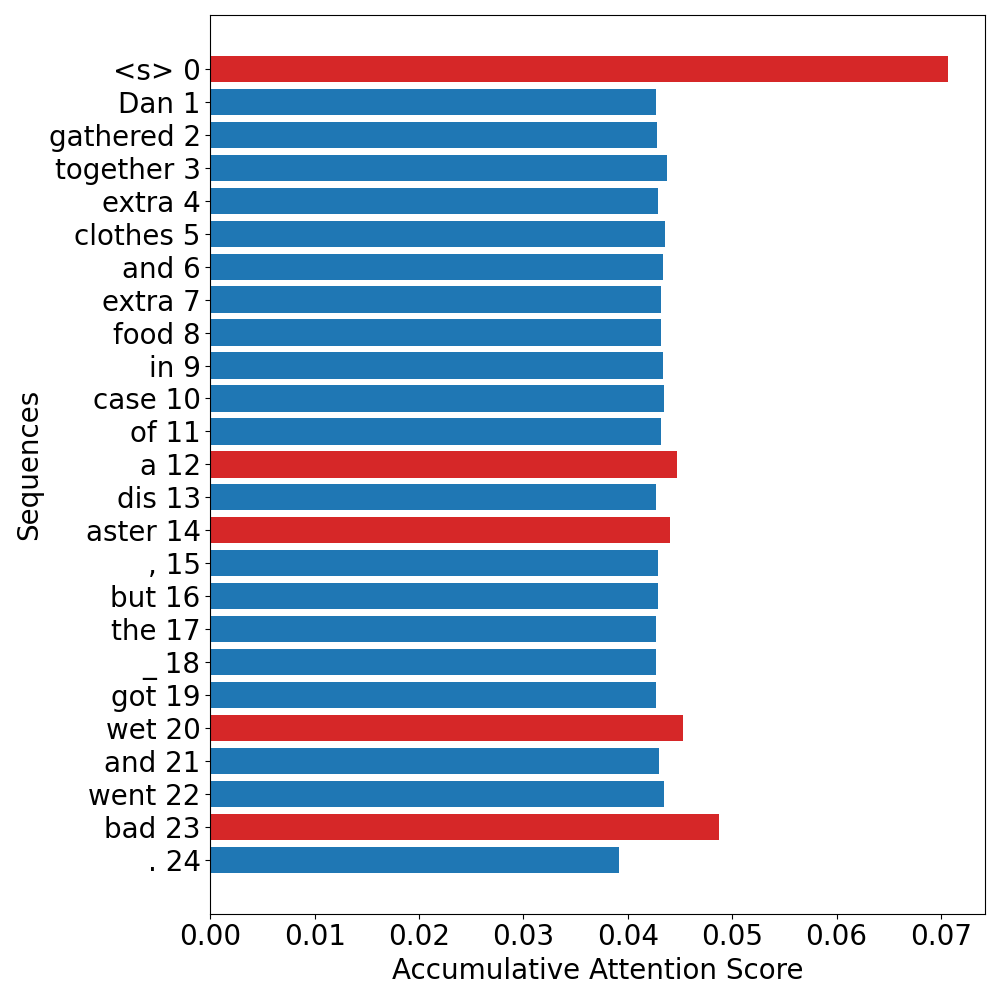 <s> 0
Dan 1
gathered 2
together 3
extra 4
clothes 5
and 6
extra 7
food 8
in 9
case 10
of 11
a 12
dis 13
aster 14
, 15
but 16
the 17
_ 18
got 19
wet 20
and 21
went 22
bad 23
. 24
Sequences
0.00 0.01 0.02 0.03 0.04 0.05 0.06 0.07
Accumulative Attention Score